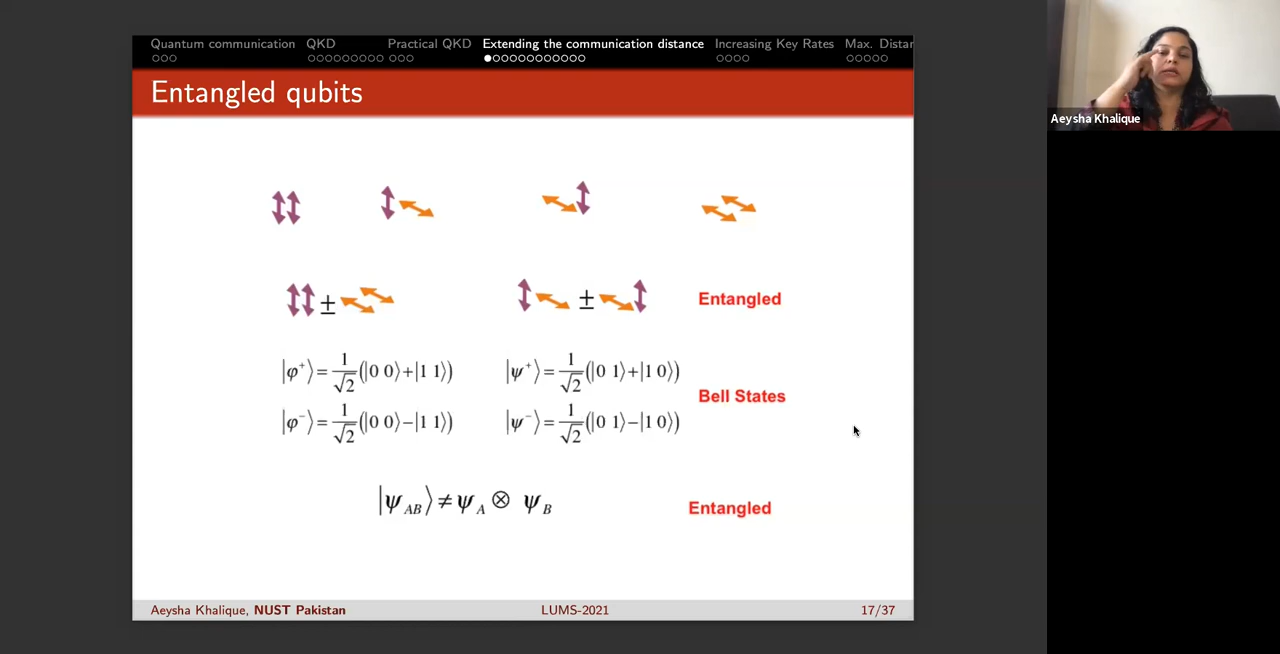 Quantum communication QKD Practical QKD Extending the communication distance Increasing Key Rates Max. Distar
Entangled qubits
Aeysha Khalique
± ± Entangled
|φ⁺⟩=1/√2(|0 0⟩+|1 1⟩) |ψ⁺⟩=1/√2(|0 1⟩+|1 0⟩)
Bell States
|φ⁻⟩=1/√2(|0 0⟩−|1 1⟩) |ψ⁻⟩=1/√2(|0 1⟩−|1 0⟩)
|ψ_AB⟩≠ψ_A⊗ ψ_B Entangled
Aeysha Khalique, NUST Pakistan LUMS-2021 17/37